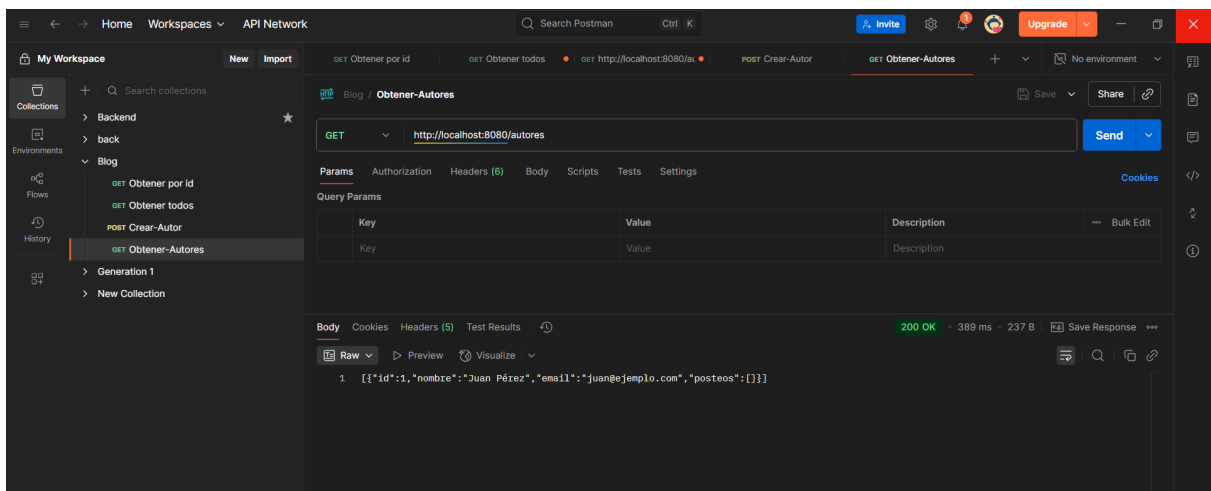 Home Workspaces API Network Search Postman Ctrl K Invite 1 Upgrade
My Workspace New Import GET Obtener por id GET Obtener todos GET http://localhost:8080/au POST Crear-Autor GET Obtener-Autores No environment
Collections
Environments
Flows
History
Search collections
Backend
back
Blog
GET Obtener por id
GET Obtener todos
POST Crear-Autor
GET Obtener-Autores
Generation 1
New Collection
HTTP Blog / Obtener-Autores Save Share
GET http://localhost:8080/autores Send
Params Authorization Headers (6) Body Scripts Tests Settings Cookies
Query Params
Key Value Description Bulk Edit
Key Value Description
Body Cookies Headers (5) Test Results 200 OK 389 ms 237 B e.g. Save Response
Raw Preview Visualize
1 [{"id":1,"nombre":"Juan Pérez","email":"juan@ejemplo.com","posteos":[]}]